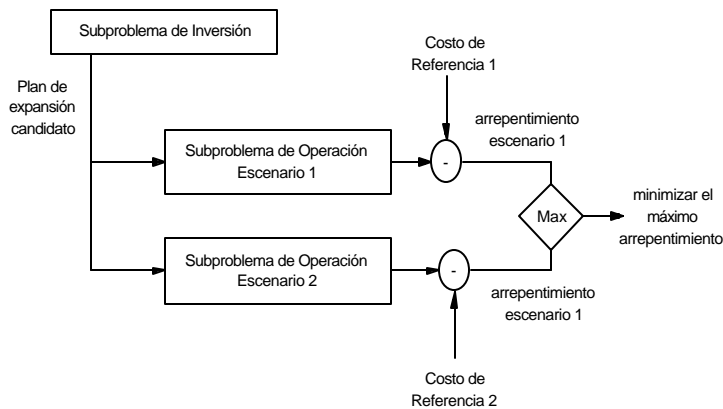 Subproblema de Inversión
Costo de
Referencia 1
Plan de
expansión
candidato
arrepentimiento
escenario 1
Subproblema de Operación
Escenario 1
-
minimizar el
máximo
arrepentimiento
Max
Subproblema de Operación
Escenario 2
-
arrepentimiento
escenario 1
Costo de
Referencia 2